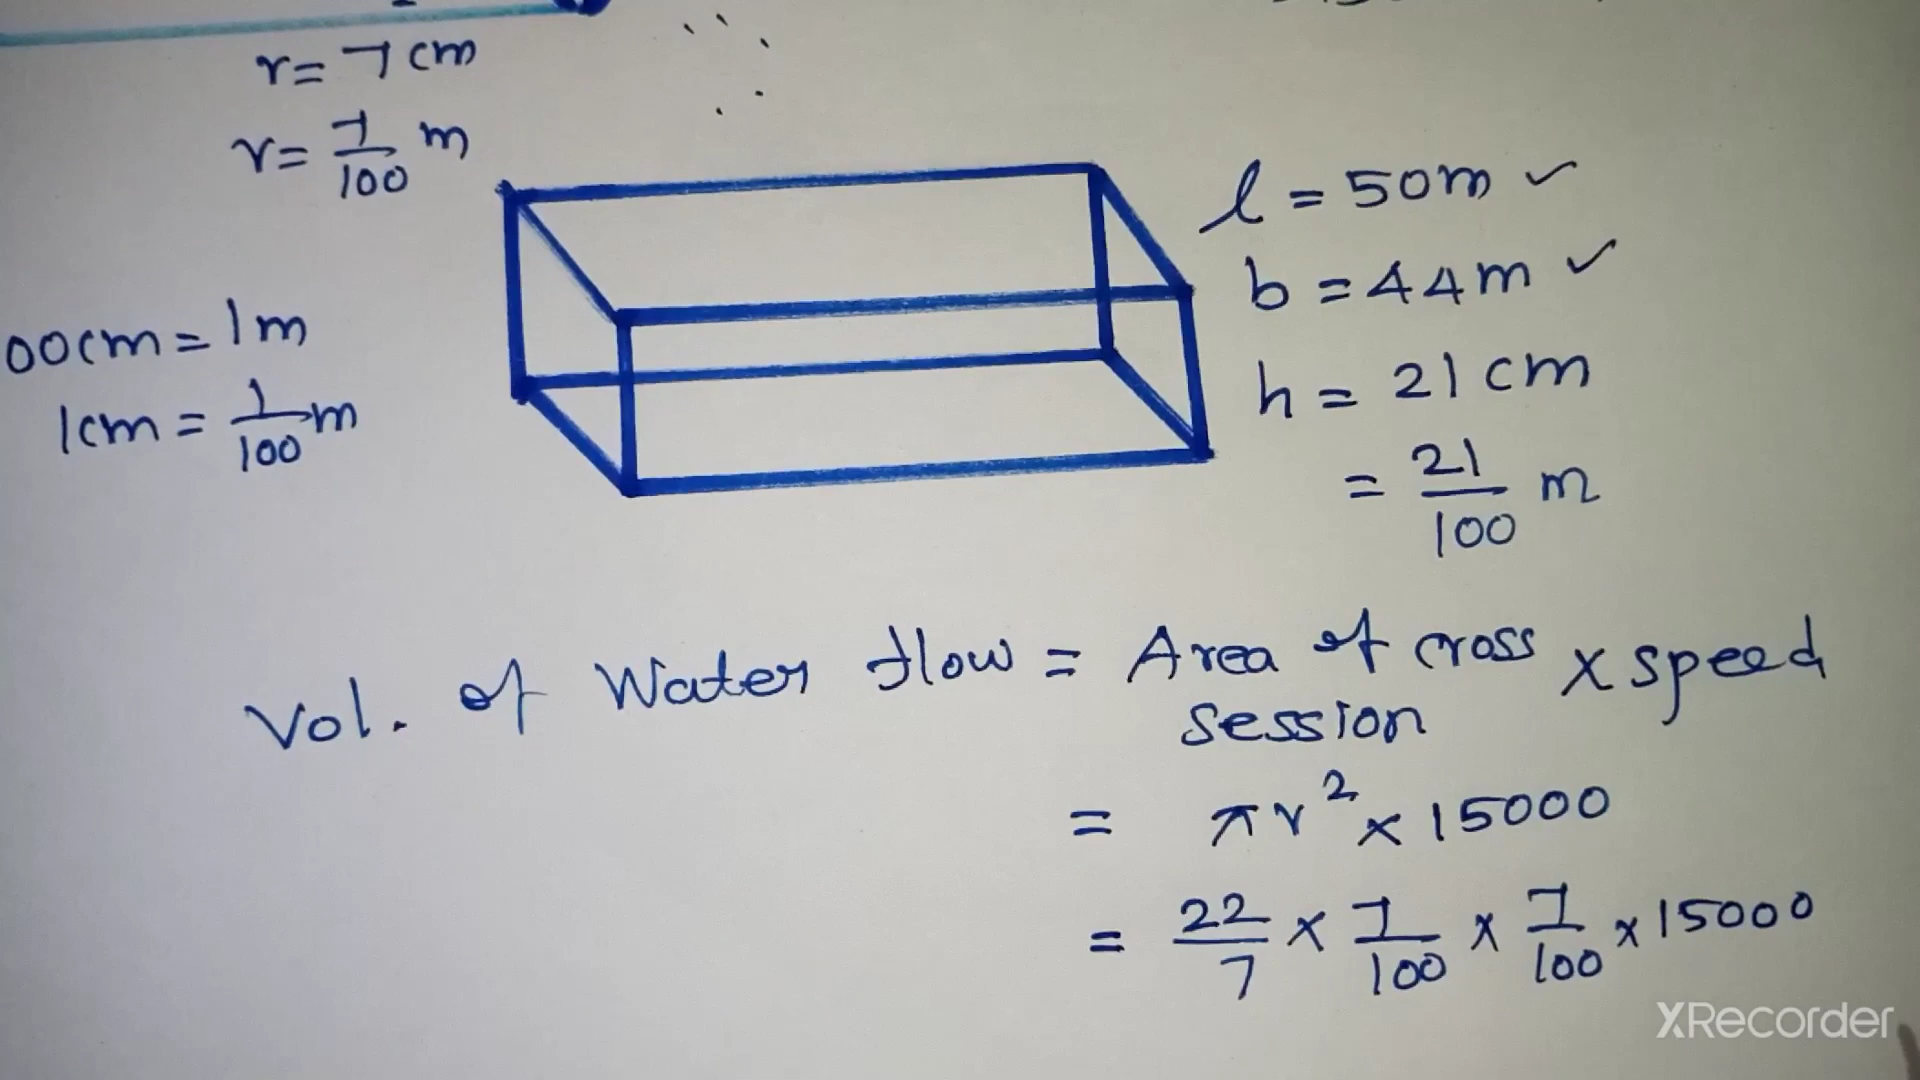 r = 7 cm
r = 7/100 m
00cm = 1m
1cm = 1/100 m
l = 50m ✓
b = 44m ✓
h = 21 cm
= 21/100 m
Vol. of Water flow = Area of cross session × speed
= πr² × 15000
= 22/7 × 7/100 × 7/100 × 15000
XRecorder